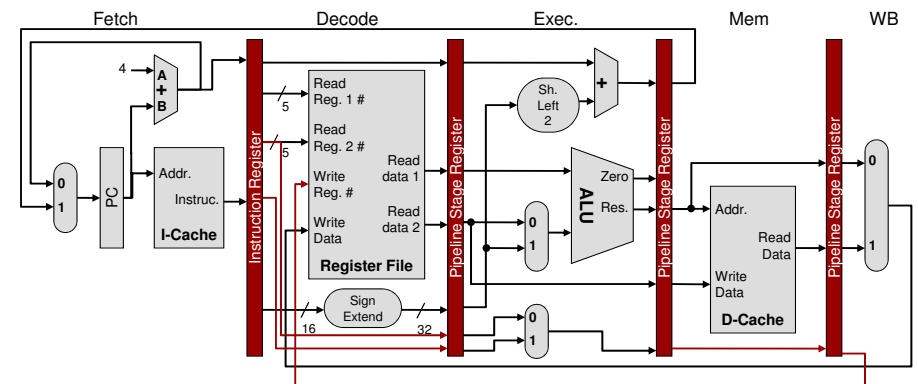 Fetch
Decode
Exec.
Mem
WB
4
A
+
B
0
1
PC
Addr.
Instruc.
I-Cache
Instruction Register
5
5
Read
Reg. 1 #
Read
Reg. 2 #
Write
Reg. #
Write
Data
Read
data 1
Read
data 2
Register File
16
Sign
Extend
32
Pipeline Stage Register
Sh.
Left
2
+
0
1
ALU
Zero
Res.
0
1
Pipeline Stage Register
Addr.
Read
Data
Write
Data
D-Cache
Pipeline Stage Register
0
1